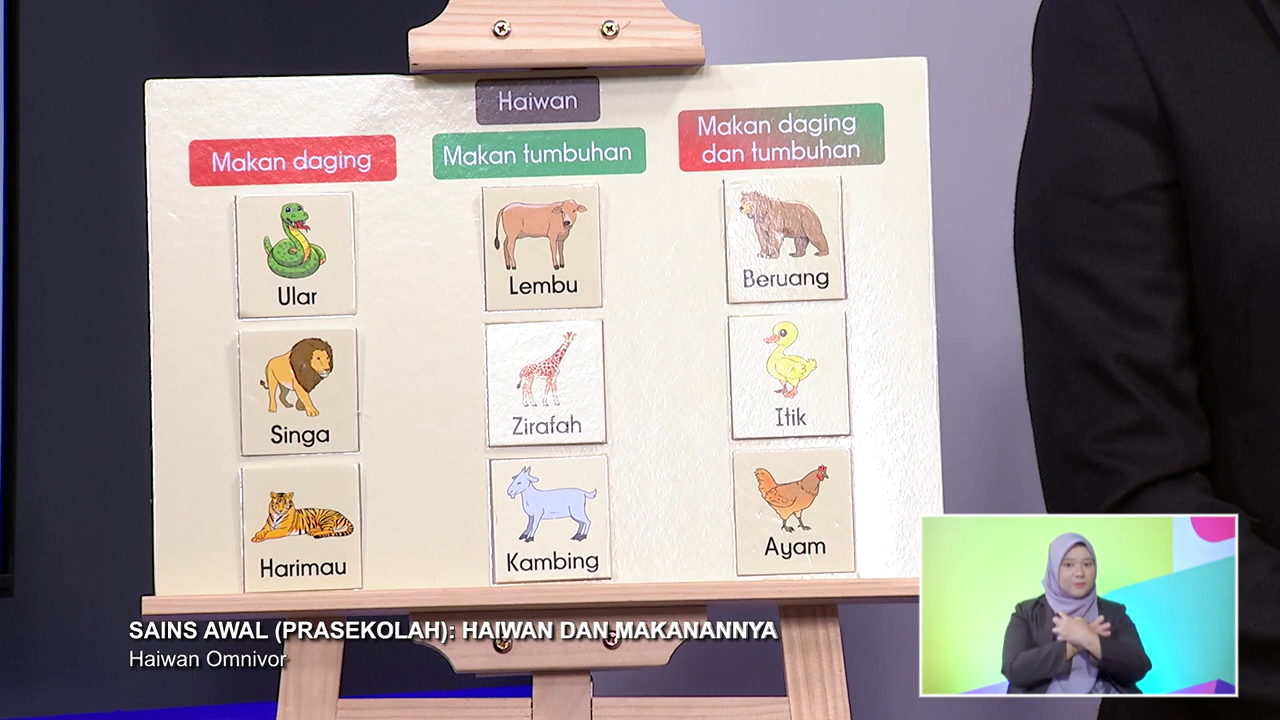 Haiwan
Makan daging
Makan tumbuhan
Makan daging
dan tumbuhan
Ular
Lembu
Beruang
Singa
Zirafah
Itik
Harimau
Kambing
Ayam
SAINS AWAL (PRASEKOLAH): HAIWAN DAN MAKANANNYA
Haiwan Omnivor